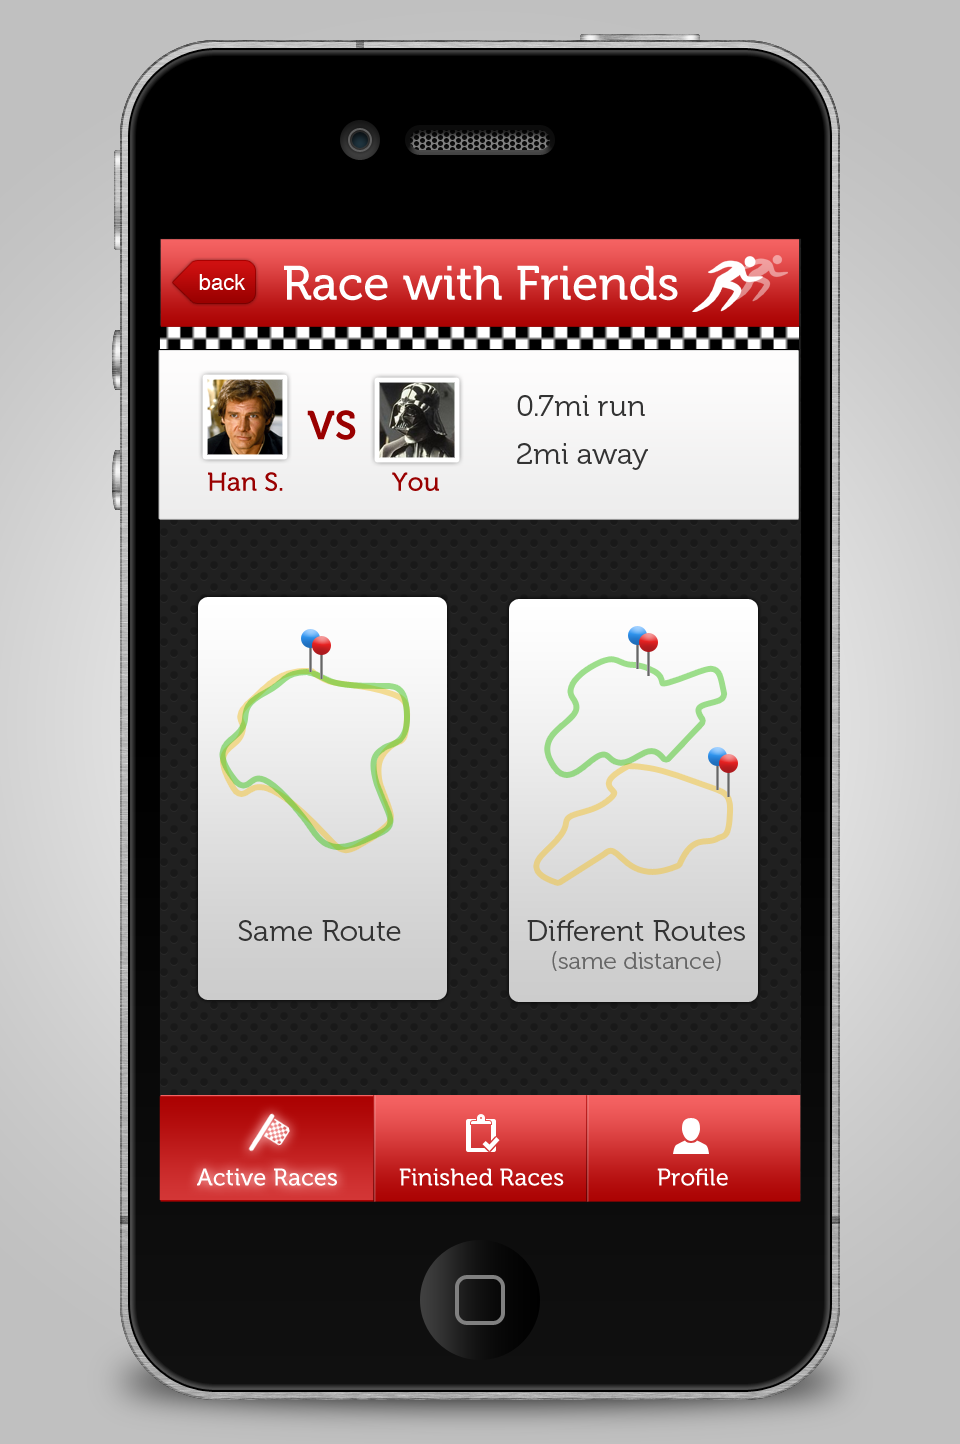 back
Race with Friends
VS
Han S.
You
0.7mi run
2mi away
Same Route
Different Routes
(same distance)
Active Races
Finished Races
Profile